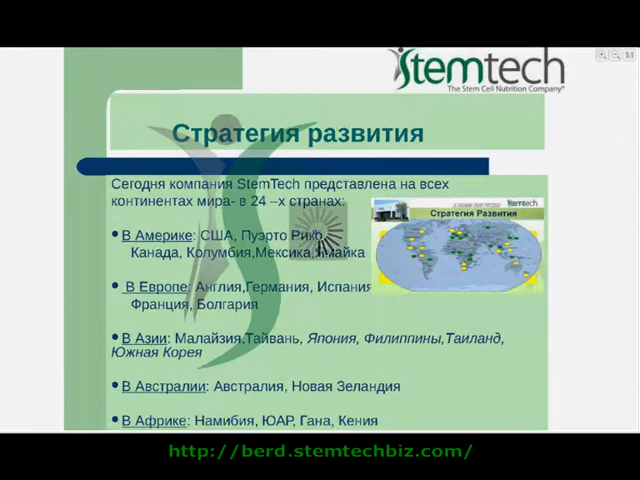 Stemtech
The Stem Cell Nutrition Company®
Стратегия развития
Сегодня компания StemTech представлена на всех
континентах мира- в 24 –х странах:
stemtech
Стратегия Развития
•В Америке: США, Пуэрто Рико,
Канада, Колумбия,Мексика,Ямайка
• В Европе: Англия,Германия, Испания
Франция, Болгария
•В Азии: Малайзия,Тайвань, Япония, Филиппины,Таиланд,
Южная Корея
•В Австралии: Австралия, Новая Зеландия
•В Африке: Намибия, ЮАР, Гана, Кения
http://berd.stemtechbiz.com/